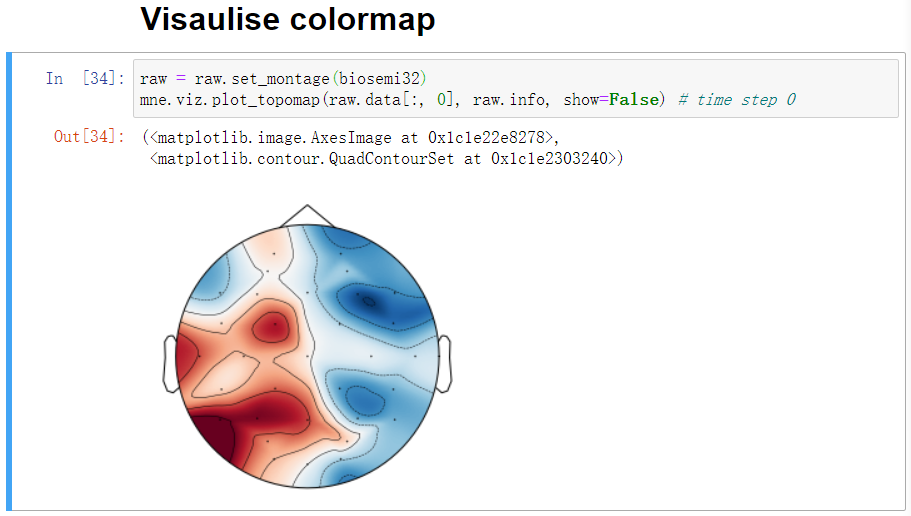 Visaulise colormap
In [34]: raw = raw.set_montage(biosemi32)
mne.viz.plot_topomap(raw.data[:, 0], raw.info, show=False) # time step 0
Out[34]: (<matplotlib.image.AxesImage at 0x1c1e22e8278>,
<matplotlib.contour.QuadContourSet at 0x1c1e2303240>)